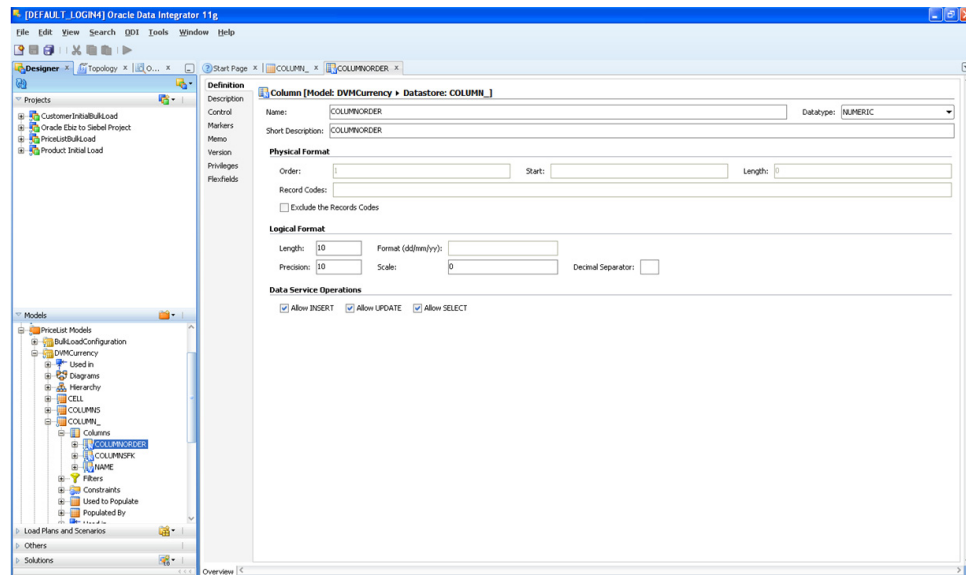 [DEFAULT_LOGIN4] Oracle Data Integrator 11g
File Edit View Search ODI Tools Window Help
Designer x Topology x O... x
Start Page x COLUMN_ x COLUMNORDER x
Projects
CustomerInitialBulkLoad
Oracle Ebiz to Siebel Project
PriceListBulkLoad
Product Initial Load
Models
PriceList Models
BulkLoadConfiguration
DVMCurrency
Used in
Diagrams
Hierarchy
CELL
COLUMNS
COLUMN_
Columns
COLUMNORDER
COLUMNSFK
NAME
Filters
Constraints
Used to Populate
Populated By
Used in
Load Plans and Scenarios
Others
Solutions
Definition
Description
Control
Markers
Memo
Version
Privileges
Flexfields
Column [Model: DVMCurrency ▸ Datastore: COLUMN_]
Name: COLUMNORDER Datatype: NUMERIC
Short Description: COLUMNORDER
Physical Format
Order: 1 Start: Length: 0
Record Codes:
Exclude the Records Codes
Logical Format
Length: 10 Format (dd/mm/yy):
Precision: 10 Scale: 0 Decimal Separator:
Data Service Operations
Allow INSERT Allow UPDATE Allow SELECT
Overview